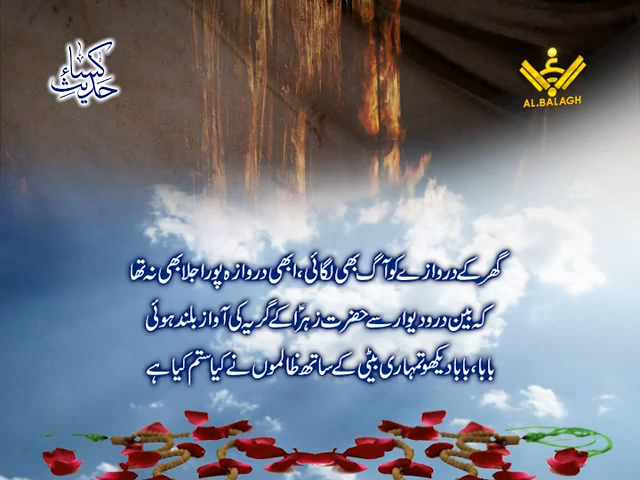 حدیثِ کساء
AL.BALAGH
گھر کے دروازے کو آگ بھی لگائی، ابھی دروازہ پورا جلا بھی نہ تھا
کہ بین در و دیوار سے حضرت زہراؑ کے گریہ کی آواز بلند ہوئی
بابا، بابا دیکھو تمہاری بیٹی کے ساتھ ظالموں نے کیا ستم کیا ہے